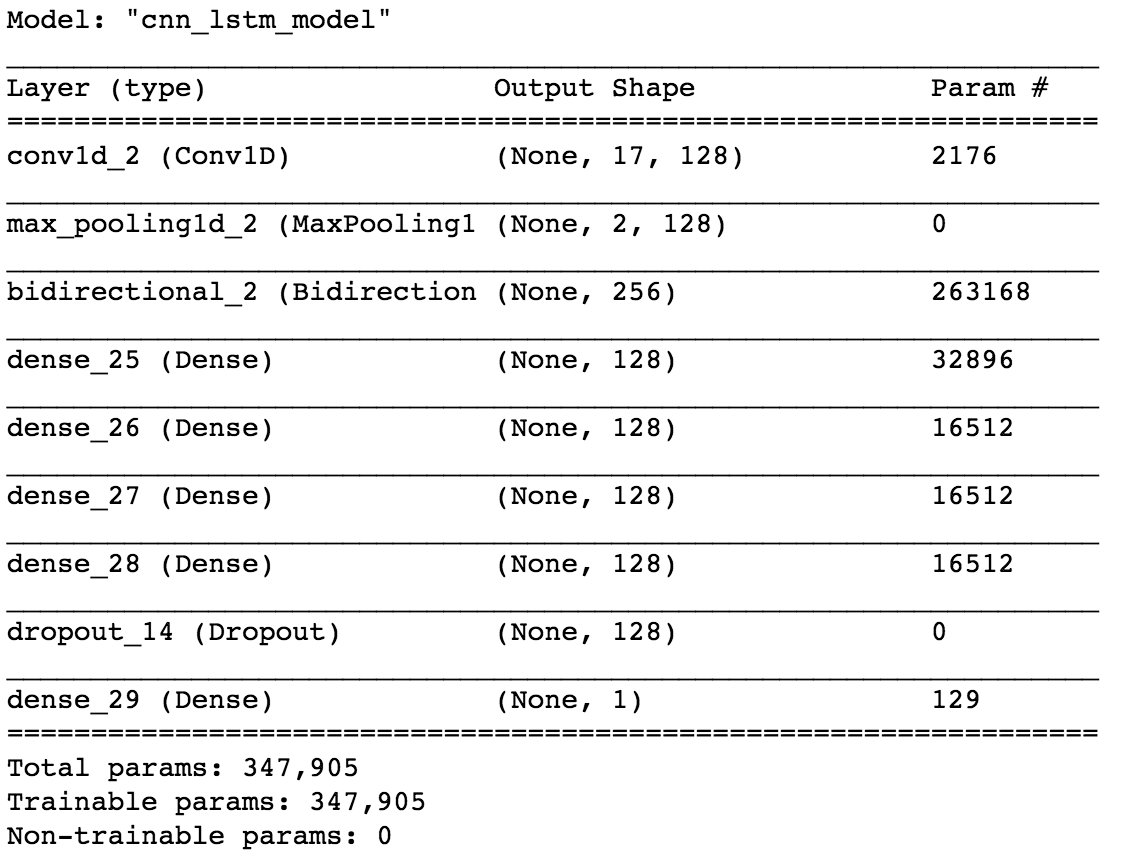 Model: "cnn_lstm_model"
Layer (type) Output Shape Param #
conv1d_2 (Conv1D) (None, 17, 128) 2176
max_pooling1d_2 (MaxPooling1 (None, 2, 128) 0
bidirectional_2 (Bidirection (None, 256) 263168
dense_25 (Dense) (None, 128) 32896
dense_26 (Dense) (None, 128) 16512
dense_27 (Dense) (None, 128) 16512
dense_28 (Dense) (None, 128) 16512
dropout_14 (Dropout) (None, 128) 0
dense_29 (Dense) (None, 1) 129
Total params: 347,905
Trainable params: 347,905
Non-trainable params: 0